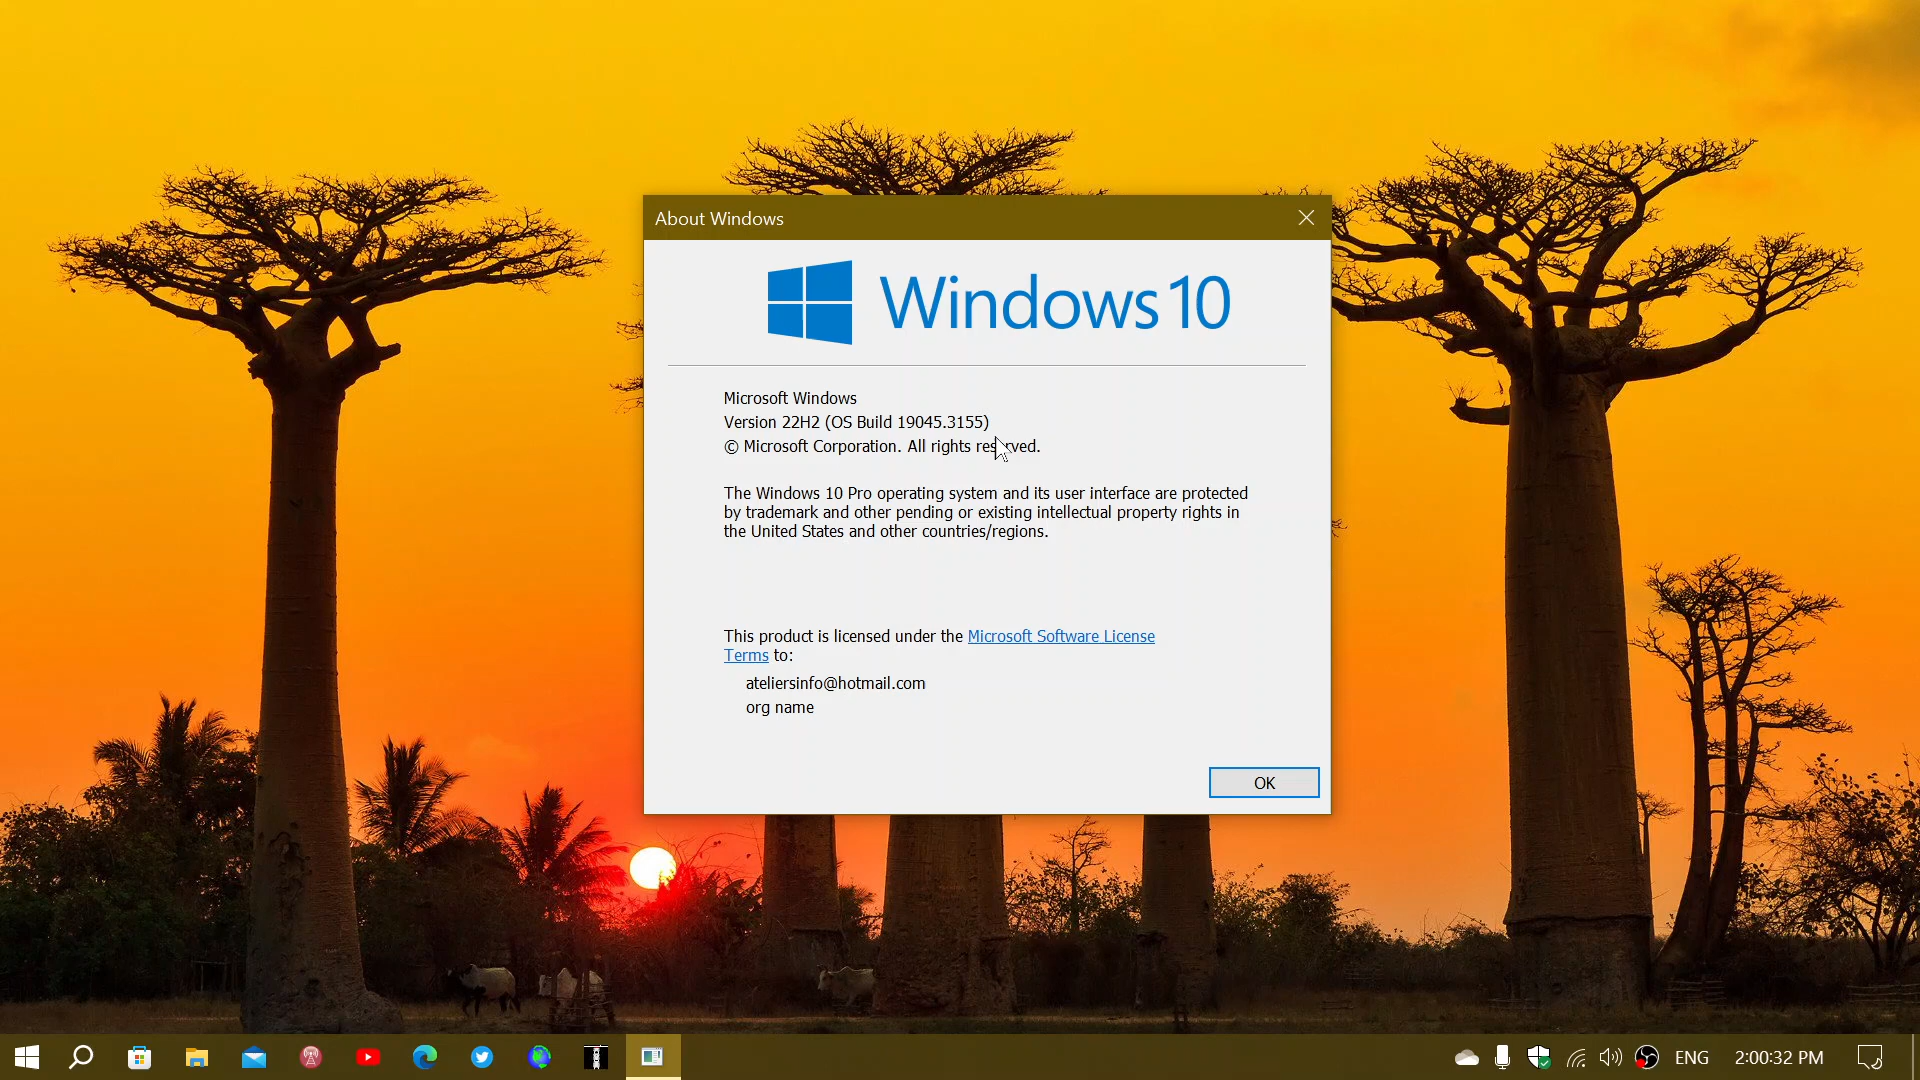 About Windows
Windows 10
Microsoft Windows
Version 22H2 (OS Build 19045.3155)
© Microsoft Corporation. All rights reserved.
The Windows 10 Pro operating system and its user interface are protected
by trademark and other pending or existing intellectual property rights in
the United States and other countries/regions.
This product is licensed under the Microsoft Software License
Terms to:
ateliersinfo@hotmail.com
org name
OK
ENG 2:00:32 PM